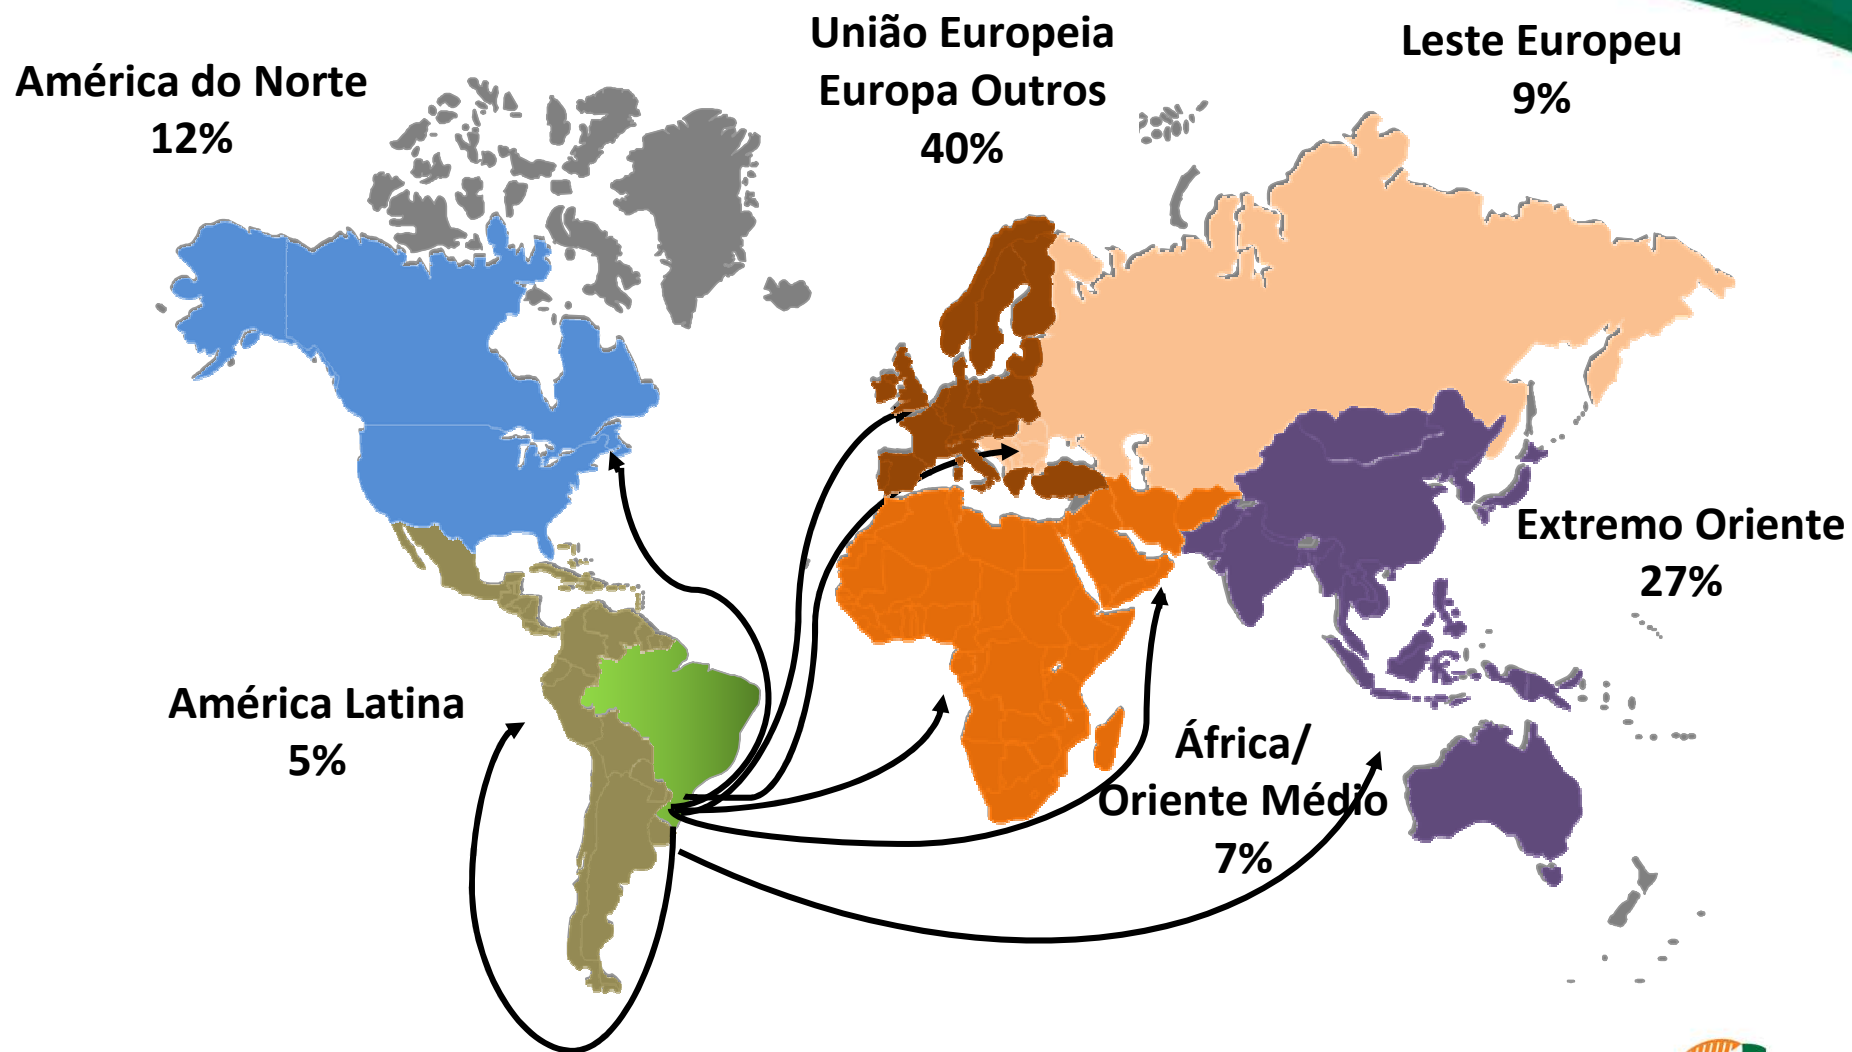 América do Norte
12%
União Europeia
Europa Outros
40%
Leste Europeu
9%
Extremo Oriente
27%
América Latina
5%
África/
Oriente Médio
7%